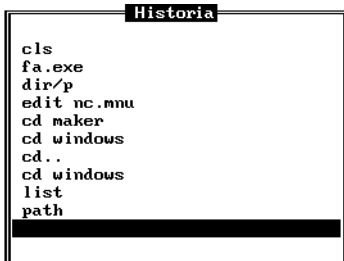 Historia
cls
fa.exe
dir/p
edit nc.mnu
cd maker
cd windows
cd..
cd windows
list
path